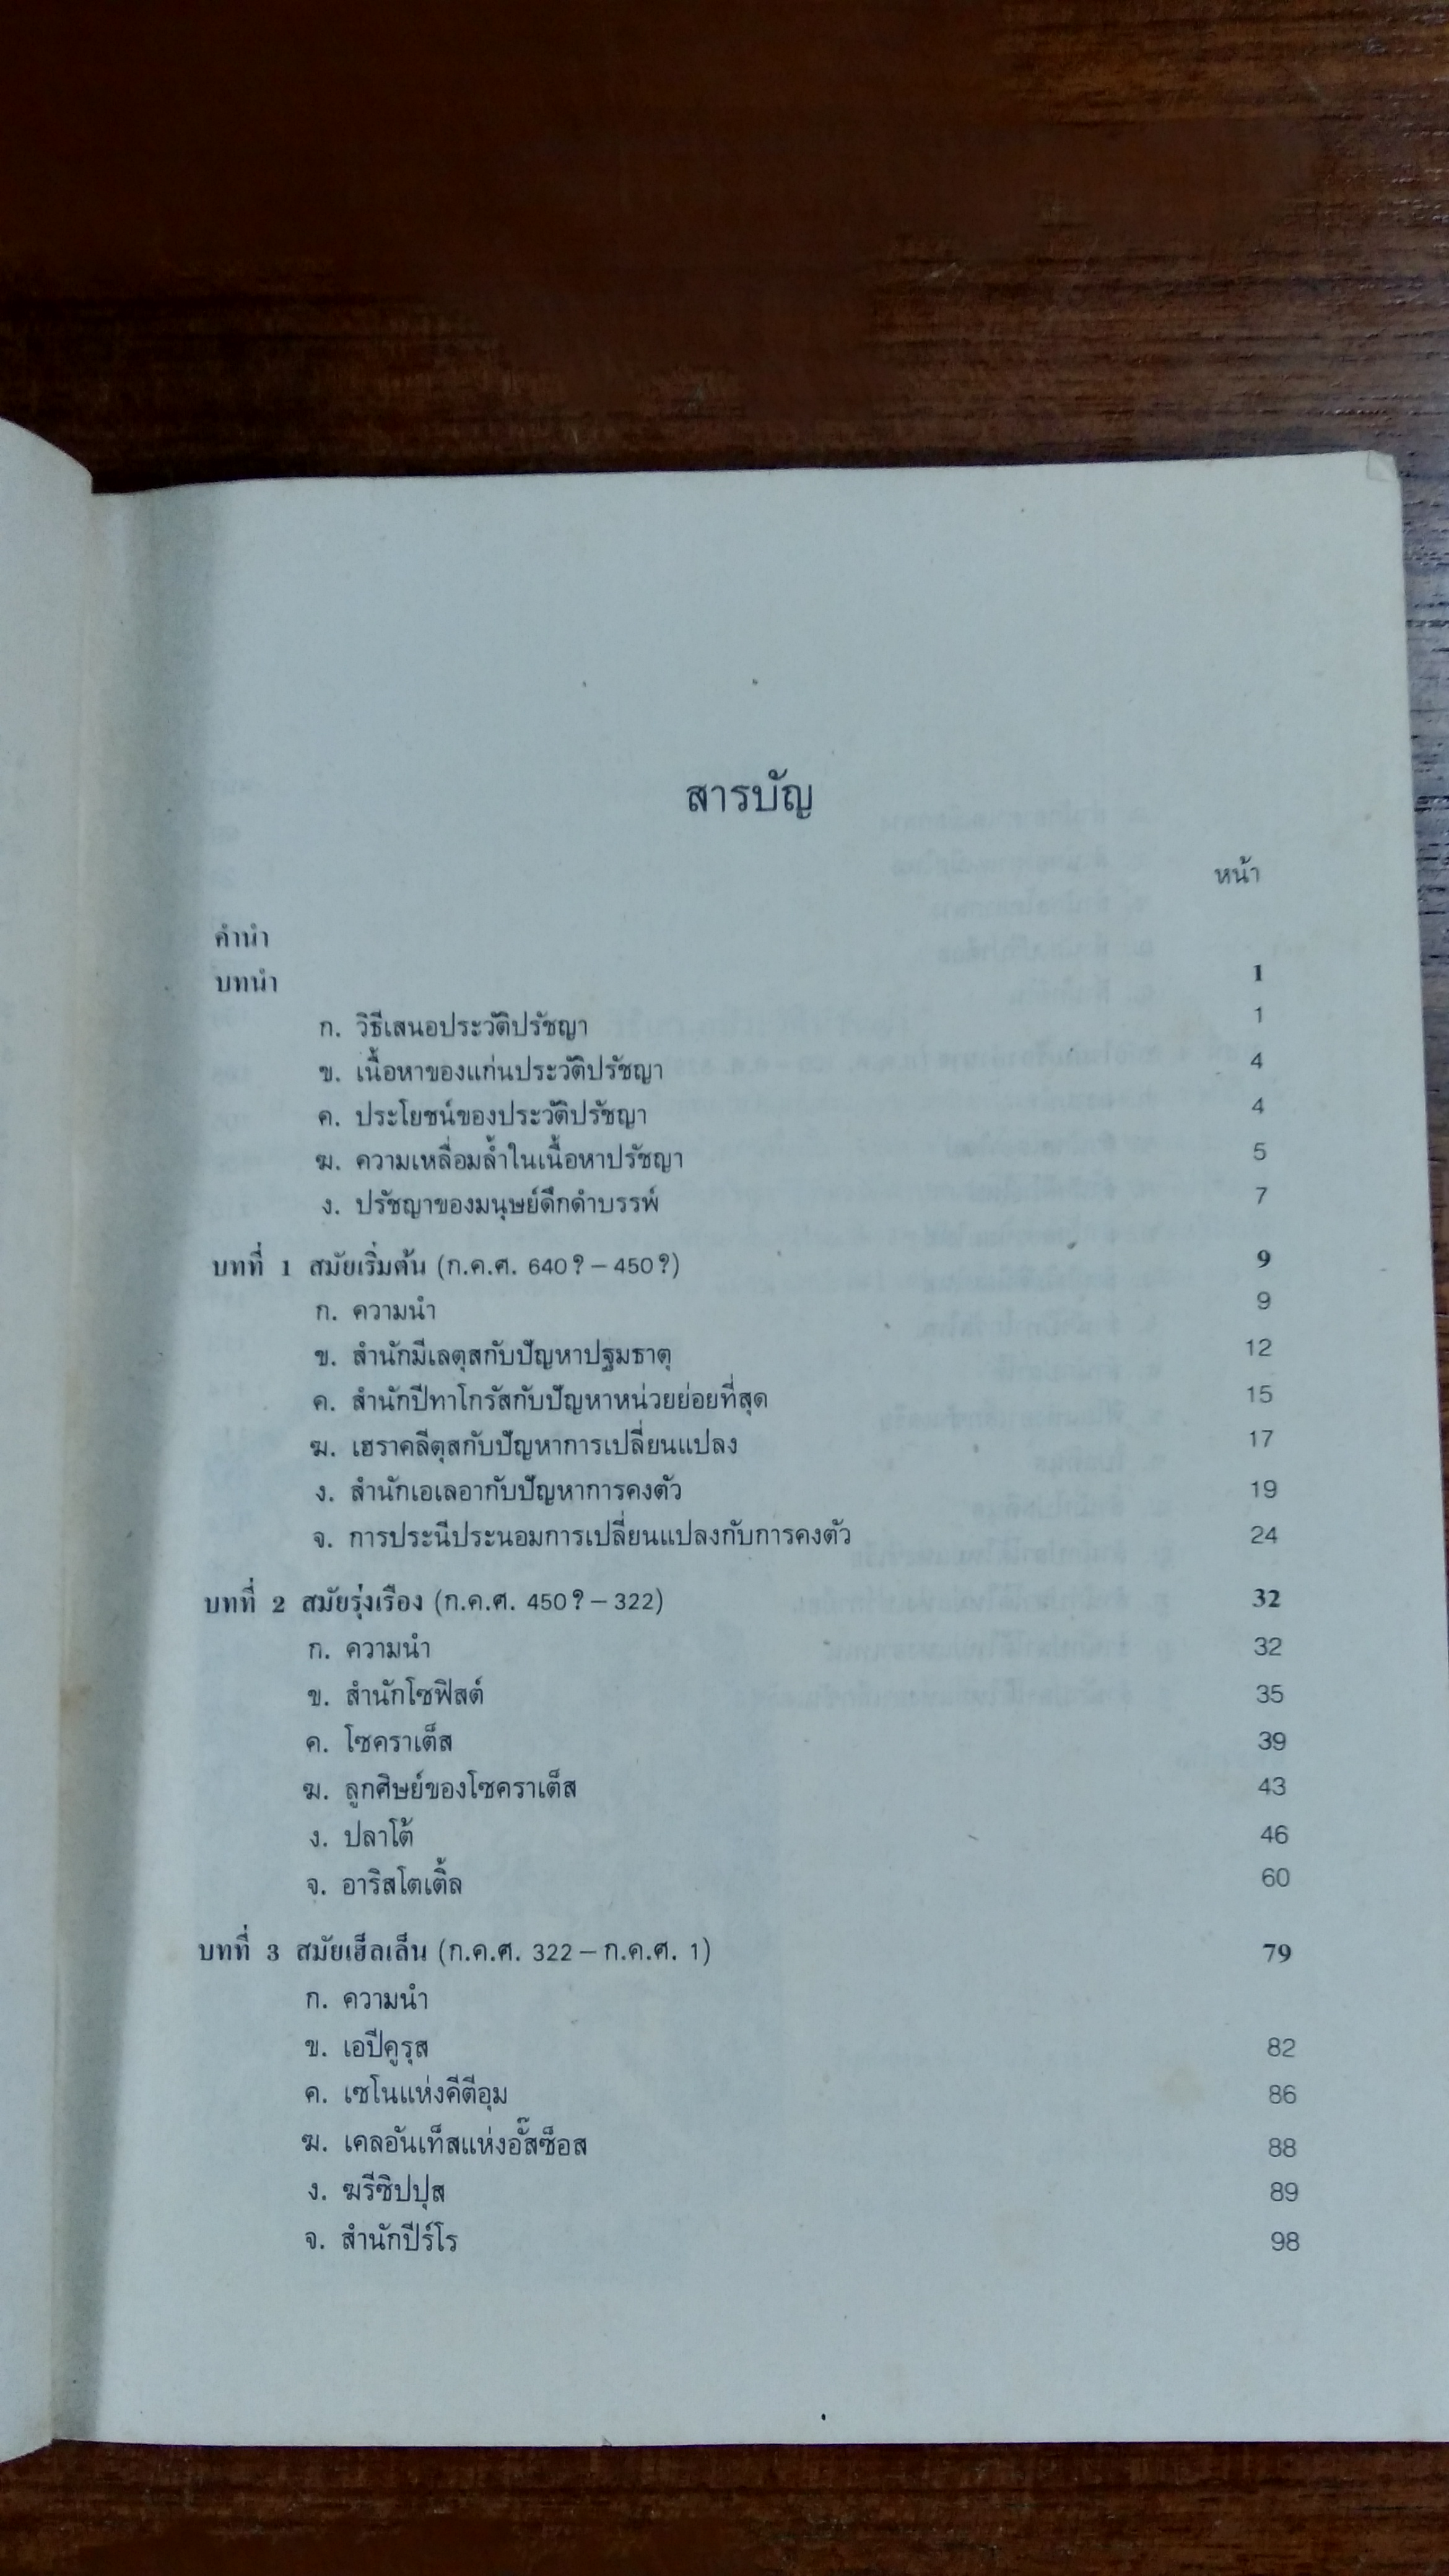 สารบัญ
หน้า
คำนำ
บทนำ 1
ก. วิธีเสนอประวัติปรัชญา 1
ข. เนื้อหาของแก่นประวัติปรัชญา 4
ค. ประโยชน์ของประวัติปรัชญา 4
ฆ. ความเหลื่อมล้ำในเนื้อหาปรัชญา 5
ง. ปรัชญาของมนุษย์ดึกดำบรรพ์ 7
บทที่ 1 สมัยเริ่มต้น (ก.ค.ศ. 640? – 450?) 9
ก. ความนำ 9
ข. สำนักมีเลตุสกับปัญหาปฐมธาตุ 12
ค. สำนักปีทาโกรัสกับปัญหาหน่วยย่อยที่สุด 15
ฆ. เฮราคลีตุสกับปัญหาการเปลี่ยนแปลง 17
ง. สำนักเอเลอากับปัญหาการคงตัว 19
จ. การประนีประนอมการเปลี่ยนแปลงกับการคงตัว 24
บทที่ 2 สมัยรุ่งเรือง (ก.ค.ศ. 450? – 322) 32
ก. ความนำ 32
ข. สำนักโซฟิสต์ 35
ค. โซคราเต็ส 39
ฆ. ลูกศิษย์ของโซคราเต็ส 43
ง. ปลาโต้ 46
จ. อาริสโตเติ้ล 60
บทที่ 3 สมัยเฮ็ลเล็น (ก.ค.ศ. 322 – ก.ค.ศ. 1) 79
ก. ความนำ
ข. เอปีคูรุส 82
ค. เซโนแห่งคีตีอุม 86
ฆ. เคลอันเท็สแห่งอั๊สซ็อส 88
ง. ฆรีซิปปุส 89
จ. สำนักปีร์โร 98